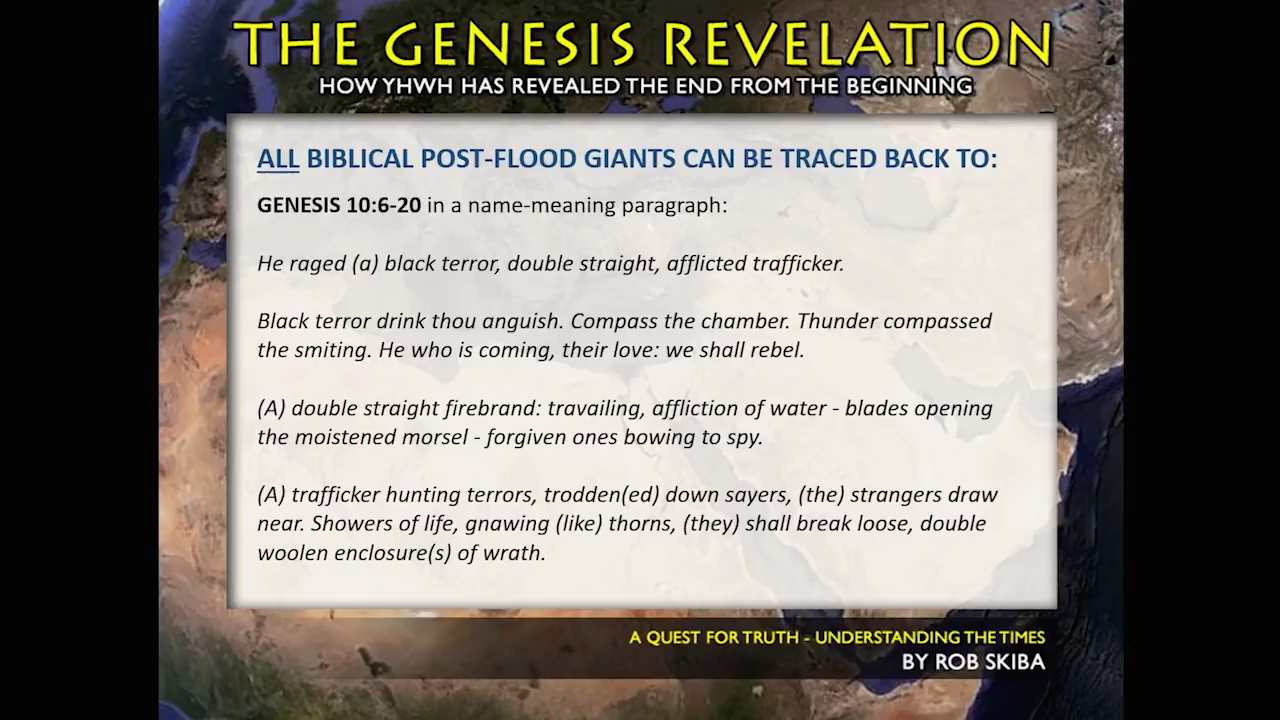 THE GENESIS REVELATION
HOW YHWH HAS REVEALED THE END FROM THE BEGINNING
ALL BIBLICAL POST-FLOOD GIANTS CAN BE TRACED BACK TO:
GENESIS 10:6-20 in a name-meaning paragraph:
He raged (a) black terror, double straight, afflicted trafficker.
Black terror drink thou anguish. Compass the chamber. Thunder compassed
the smiting. He who is coming, their love: we shall rebel.
(A) double straight firebrand: travailing, affliction of water - blades opening
the moistened morsel - forgiven ones bowing to spy.
(A) trafficker hunting terrors, trodden(ed) down sayers, (the) strangers draw
near. Showers of life, gnawing (like) thorns, (they) shall break loose, double
woolen enclosure(s) of wrath.
A QUEST FOR TRUTH - UNDERSTANDING THE TIMES
BY ROB SKIBA